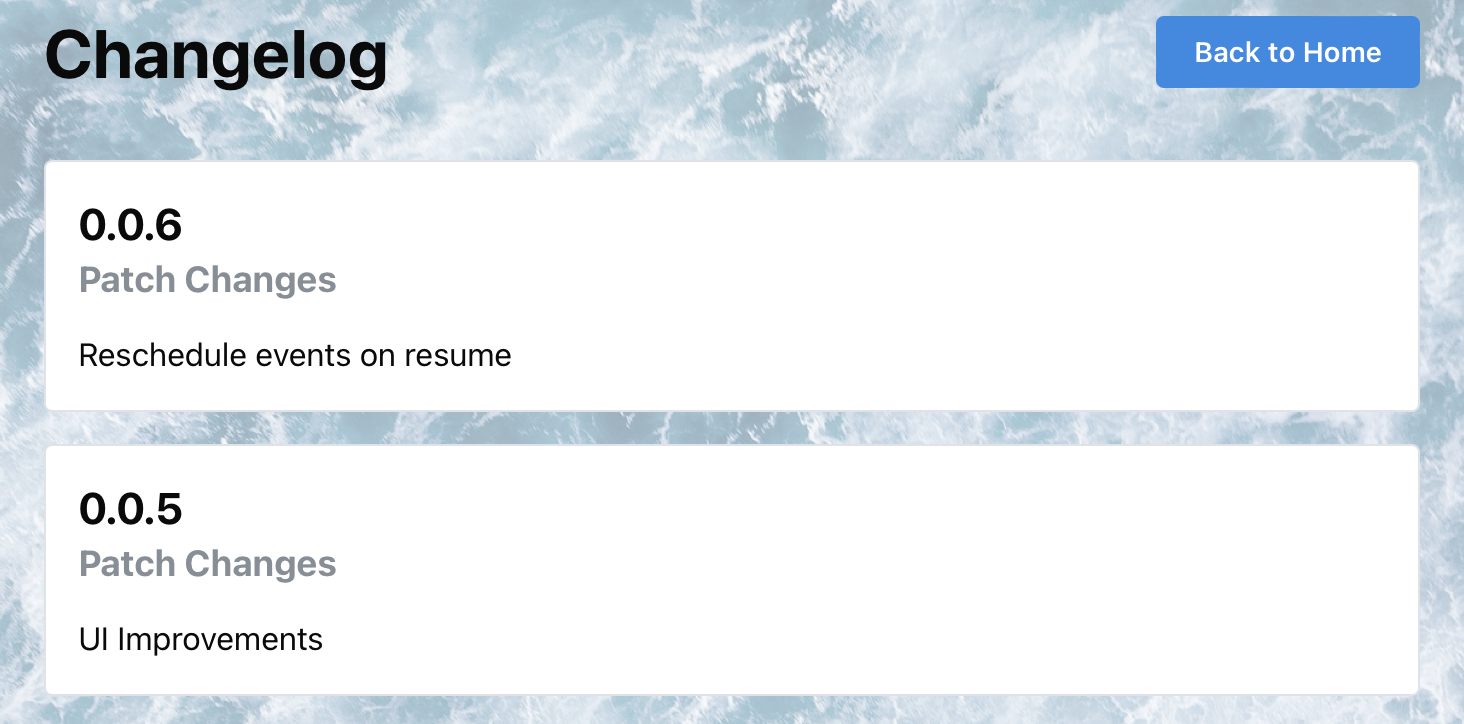 Changelog
Back to Home
0.0.6
Patch Changes
Reschedule events on resume
0.0.5
Patch Changes
UI Improvements